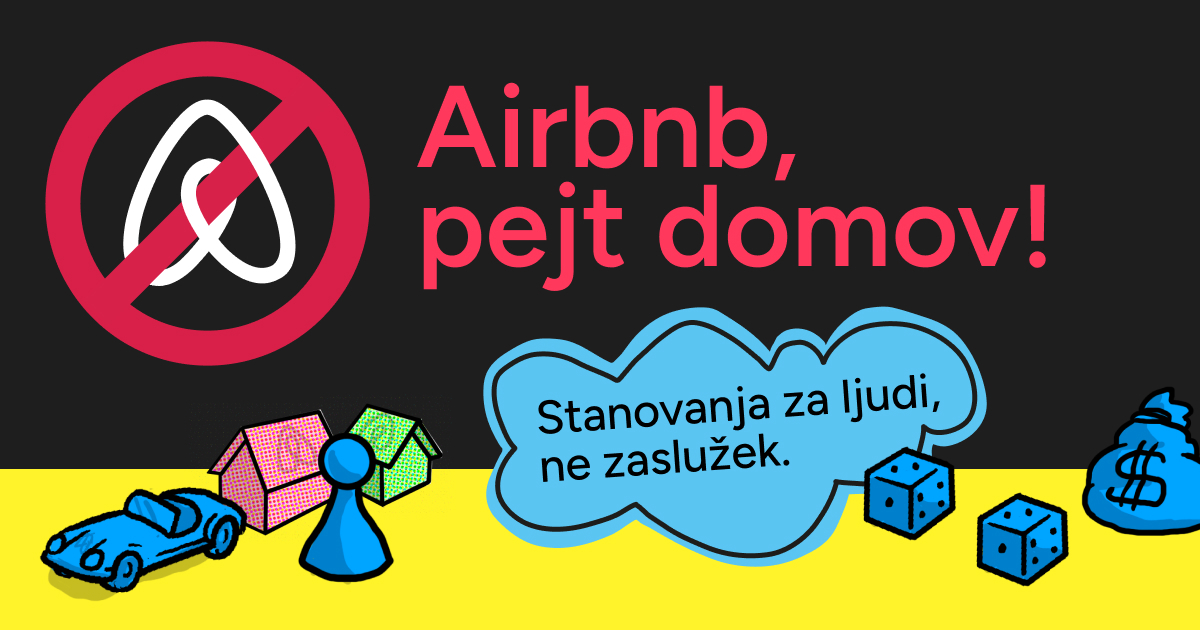 Airbnb,
pejt domov!
Stanovanja za ljudi,
ne zaslužek.
$